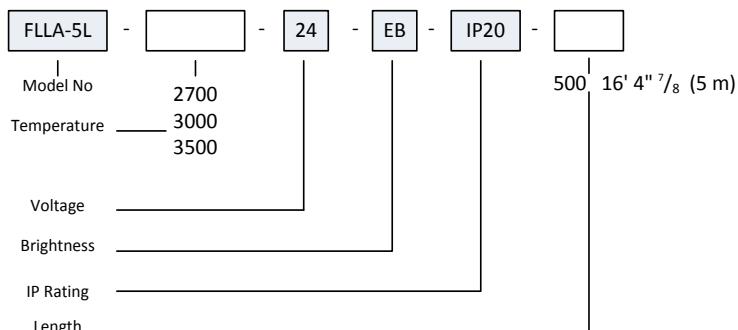 FLLA-5L - - 24 - EB - IP20 -
Model No
2700
500 16' 4" ⁷/₈ (5 m)
Temperature
3000
3500
Voltage
Brightness
IP Rating
Length